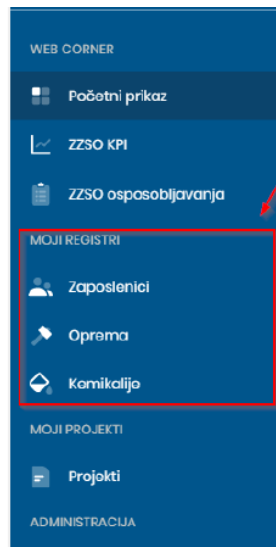 WEB CORNER
Početni prikaz
ZZSO KPI
ZZSO osposobljavanja
MOJI REGISTRI
Zaposlenici
Oprema
Kemikalije
MOJI PROJEKTI
Projekti
ADMINISTRACIJA